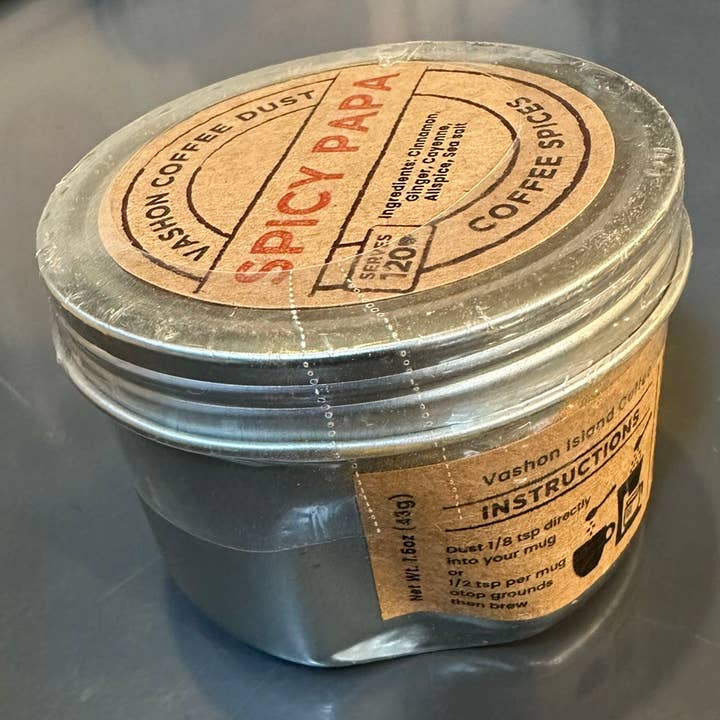 VASHON COFFEE DUST
SPICY PAPA
Ingredients: Cinnamon,
Ginger, Cayenne,
Allspice, Sea salt
COFFEE SPICES
SERVES
120
Vashon Island Coffee
INSTRUCTIONS
Dust 1/8 tsp directly
into your mug
or
1/2 tsp per mug
atop grounds
then brew
Net Wt. 1.6oz (43g)